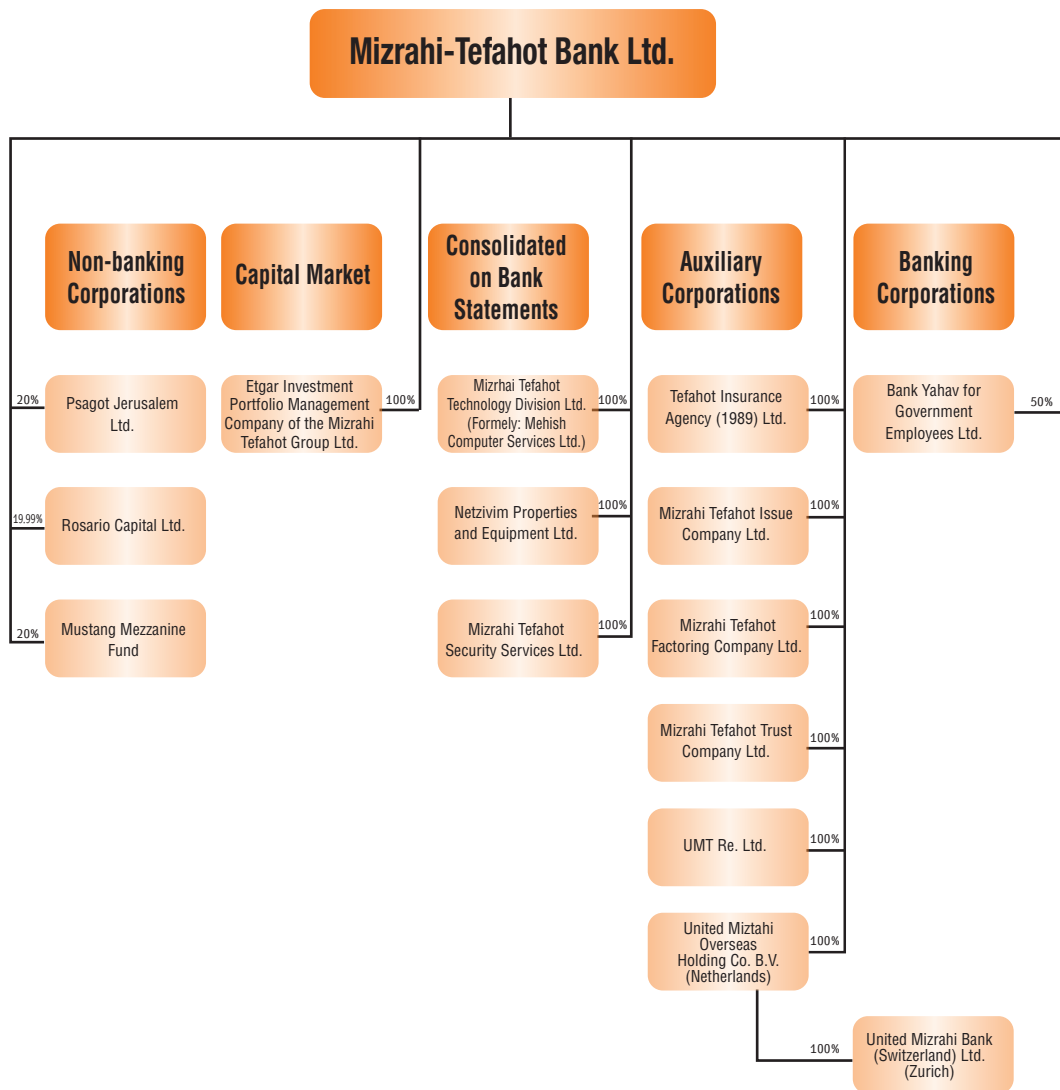 Mizrahi-Tefahot Bank Ltd.
Non-banking
Corporations
20%
Psagot Jerusalem
Ltd.
19.99%
Rosario Capital Ltd.
20%
Mustang Mezzanine
Fund
Capital Market
Etgar Investment
Portfolio Management
Company of the Mizrahi
Tefahot Group Ltd.
100%
Consolidated
on Bank
Statements
Mizrhai Tefahot
Technology Division Ltd.
(Formely: Mehish
Computer Services Ltd.)
100%
Netzivim Properties
and Equipment Ltd.
100%
Mizrahi Tefahot
Security Services Ltd.
100%
Auxiliary
Corporations
Tefahot Insurance
Agency (1989) Ltd.
100%
Mizrahi Tefahot Issue
Company Ltd.
100%
Mizrahi Tefahot
Factoring Company Ltd.
100%
Mizrahi Tefahot Trust
Company Ltd.
100%
UMT Re. Ltd.
100%
United Miztahi
Overseas
Holding Co. B.V.
(Netherlands)
100%
Banking
Corporations
Bank Yahav for
Government
Employees Ltd.
50%
100%
United Mizrahi Bank
(Switzerland) Ltd.
(Zurich)